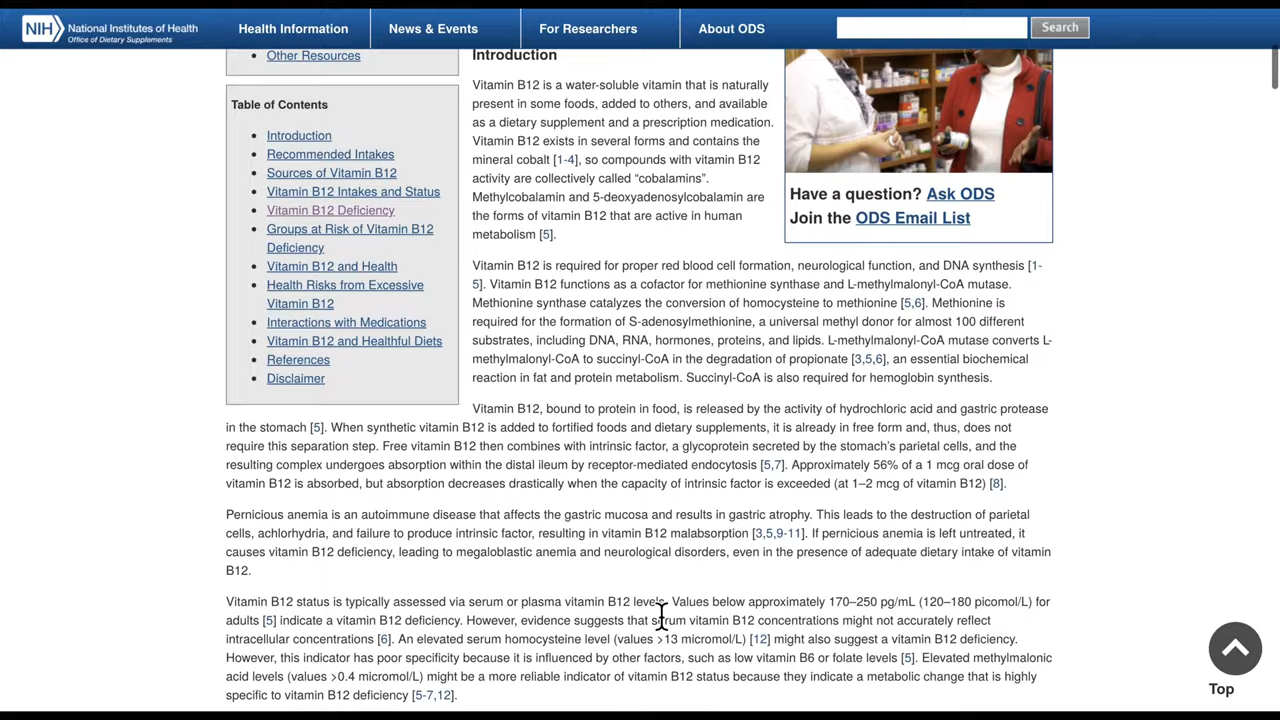 NIH National Institutes of Health
Office of Dietary Supplements
Health Information
News & Events
For Researchers
About ODS
Search
Other Resources
Table of Contents
Introduction
Recommended Intakes
Sources of Vitamin B12
Vitamin B12 Intakes and Status
Vitamin B12 Deficiency
Groups at Risk of Vitamin B12
Deficiency
Vitamin B12 and Health
Health Risks from Excessive
Vitamin B12
Interactions with Medications
Vitamin B12 and Healthful Diets
References
Disclaimer
Introduction
Vitamin B12 is a water-soluble vitamin that is naturally
present in some foods, added to others, and available
as a dietary supplement and a prescription medication.
Vitamin B12 exists in several forms and contains the
mineral cobalt [1-4], so compounds with vitamin B12
activity are collectively called “cobalamins”.
Methylcobalamin and 5-deoxyadenosylcobalamin are
the forms of vitamin B12 that are active in human
metabolism [5].
Have a question? Ask ODS
Join the ODS Email List
Vitamin B12 is required for proper red blood cell formation, neurological function, and DNA synthesis [1-
5]. Vitamin B12 functions as a cofactor for methionine synthase and L-methylmalonyl-CoA mutase.
Methionine synthase catalyzes the conversion of homocysteine to methionine [5,6]. Methionine is
required for the formation of S-adenosylmethionine, a universal methyl donor for almost 100 different
substrates, including DNA, RNA, hormones, proteins, and lipids. L-methylmalonyl-CoA mutase converts L-
methylmalonyl-CoA to succinyl-CoA in the degradation of propionate [3,5,6], an essential biochemical
reaction in fat and protein metabolism. Succinyl-CoA is also required for hemoglobin synthesis.
Vitamin B12, bound to protein in food, is released by the activity of hydrochloric acid and gastric protease
in the stomach [5]. When synthetic vitamin B12 is added to fortified foods and dietary supplements, it is already in free form and, thus, does not
require this separation step. Free vitamin B12 then combines with intrinsic factor, a glycoprotein secreted by the stomach’s parietal cells, and the
resulting complex undergoes absorption within the distal ileum by receptor-mediated endocytosis [5,7]. Approximately 56% of a 1 mcg oral dose of
vitamin B12 is absorbed, but absorption decreases drastically when the capacity of intrinsic factor is exceeded (at 1–2 mcg of vitamin B12) [8].
Pernicious anemia is an autoimmune disease that affects the gastric mucosa and results in gastric atrophy. This leads to the destruction of parietal
cells, achlorhydria, and failure to produce intrinsic factor, resulting in vitamin B12 malabsorption [3,5,9-11]. If pernicious anemia is left untreated, it
causes vitamin B12 deficiency, leading to megaloblastic anemia and neurological disorders, even in the presence of adequate dietary intake of vitamin
B12.
Vitamin B12 status is typically assessed via serum or plasma vitamin B12 levels. Values below approximately 170–250 pg/mL (120–180 picomol/L) for
adults [5] indicate a vitamin B12 deficiency. However, evidence suggests that serum vitamin B12 concentrations might not accurately reflect
intracellular concentrations [6]. An elevated serum homocysteine level (values >13 micromol/L) [12] might also suggest a vitamin B12 deficiency.
However, this indicator has poor specificity because it is influenced by other factors, such as low vitamin B6 or folate levels [5]. Elevated methylmalonic
acid levels (values >0.4 micromol/L) might be a more reliable indicator of vitamin B12 status because they indicate a metabolic change that is highly
specific to vitamin B12 deficiency [5-7,12].
Top